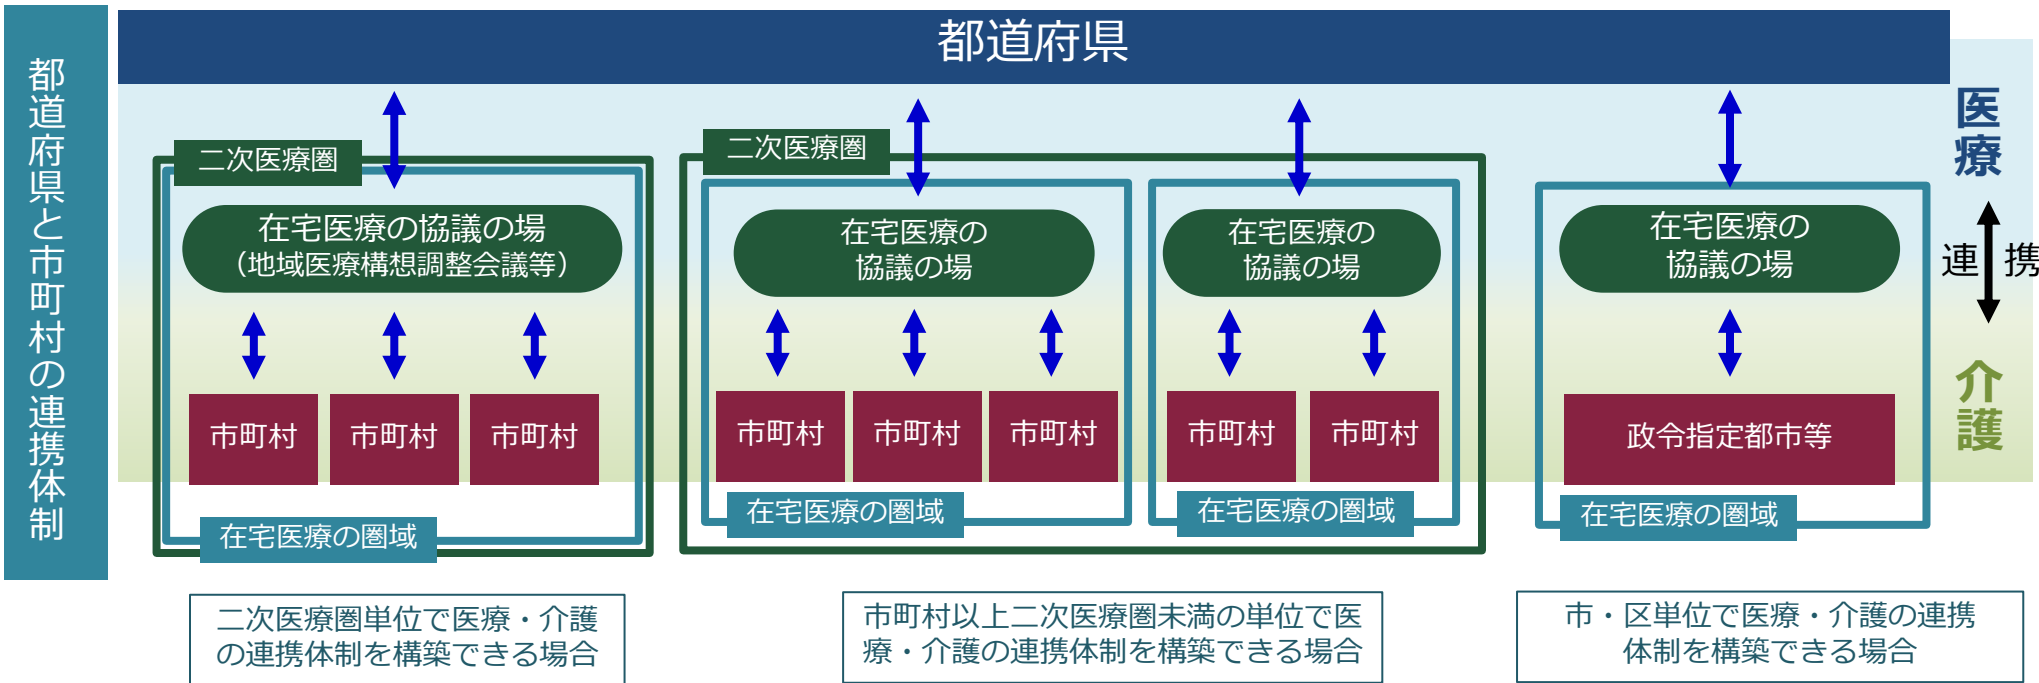 都道府県と市町村の連携体制
都道府県
二次医療圏
在宅医療の協議の場
（地域医療構想調整会議等）
市町村
市町村
市町村
在宅医療の圏域
二次医療圏単位で医療・介護
の連携体制を構築できる場合
二次医療圏
在宅医療の
協議の場
市町村
市町村
市町村
在宅医療の圏域
在宅医療の
協議の場
市町村
市町村
在宅医療の圏域
市町村以上二次医療圏未満の単位で医
療・介護の連携体制を構築できる場合
在宅医療の
協議の場
政令指定都市等
在宅医療の圏域
市・区単位で医療・介護の連携
体制を構築できる場合
医療
連携
介護